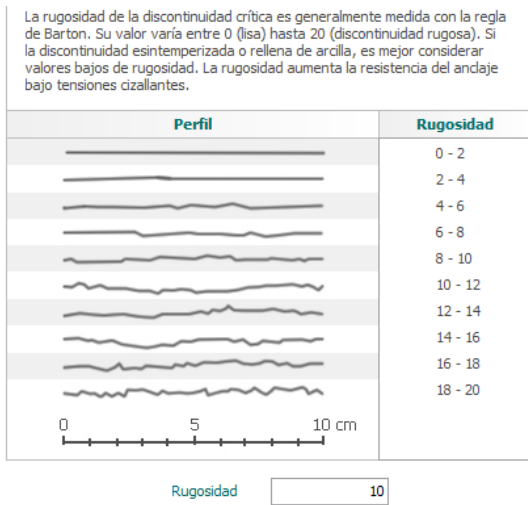 La rugosidad de la discontinuidad crítica es generalmente medida con la regla
de Barton. Su valor varía entre 0 (lisa) hasta 20 (discontinuidad rugosa). Si
la discontinuidad esintemperizada o rellena de arcilla, es mejor considerar
valores bajos de rugosidad. La rugosidad aumenta la resistencia del anclaje
bajo tensiones cizallantes.
Perfil Rugosidad
0 - 2
2 - 4
4 - 6
6 - 8
8 - 10
10 - 12
12 - 14
14 - 16
16 - 18
18 - 20
0 5 10 cm
Rugosidad 10